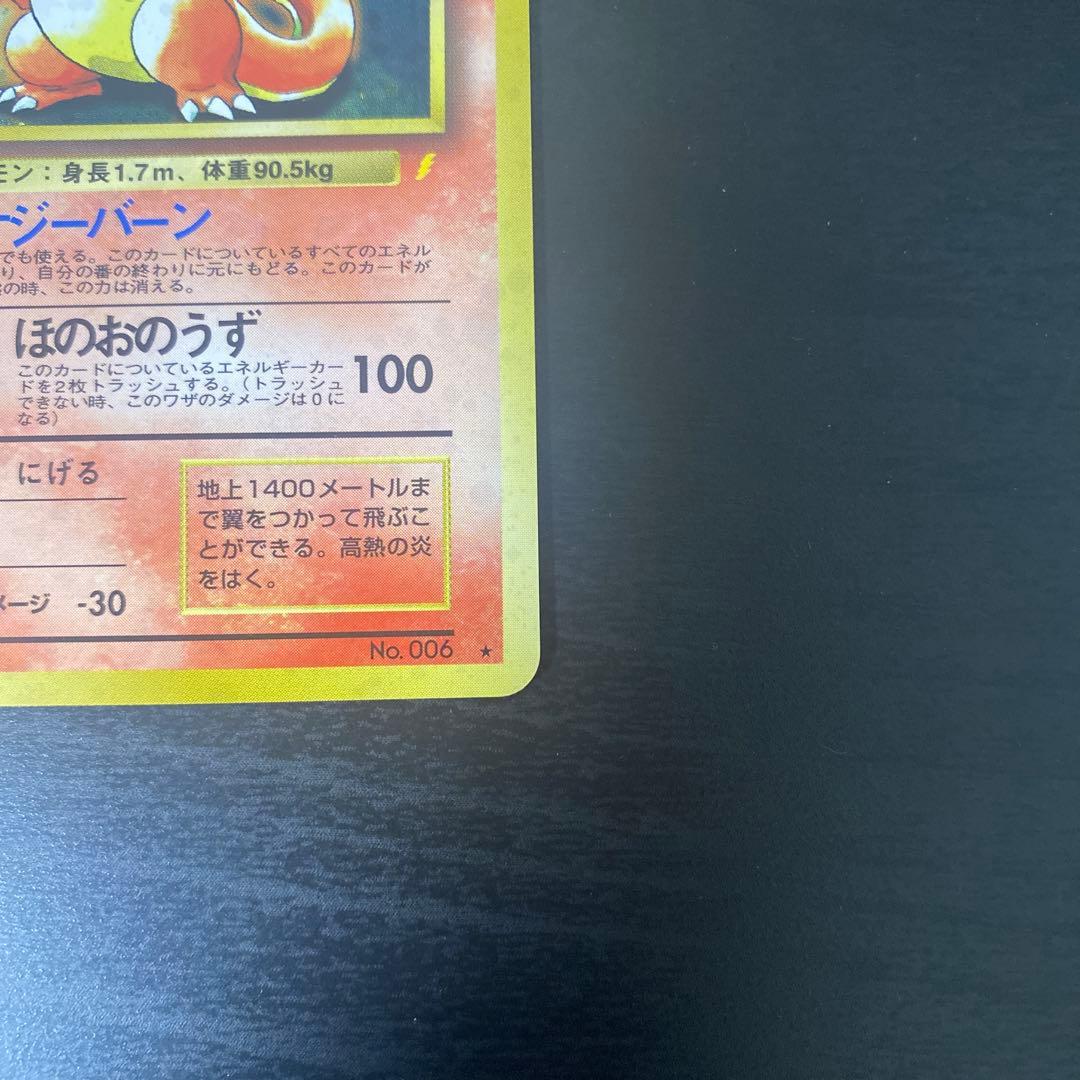 モン：身長1.7m、体重90.5kg
ージーバーン
でも使える。このカードについているすべてのエネル
り、自分の番の終わりに元にもどる。このカードが
の時、この力は消える。
ほのおのうず
このカードについているエネルギーカー
ドを2枚トラッシュする。(トラッシュ
できない時、このワザのダメージは0に
なる)
100
にげる
地上1400メートルま
で翼をつかって飛ぶこ
とができる。高熱の炎
をはく。
メージ -30
No. 006 ★